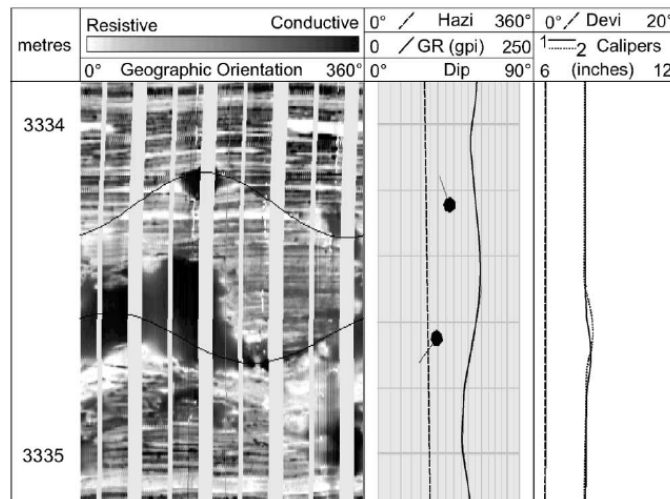 metres
Resistive Conductive
0° Geographic Orientation 360°
0° Hazi 360°
0 GR (gpi) 250
0° Dip 90°
0° Devi 20°
1 2 Calipers
6 (inches) 12
3334
3335